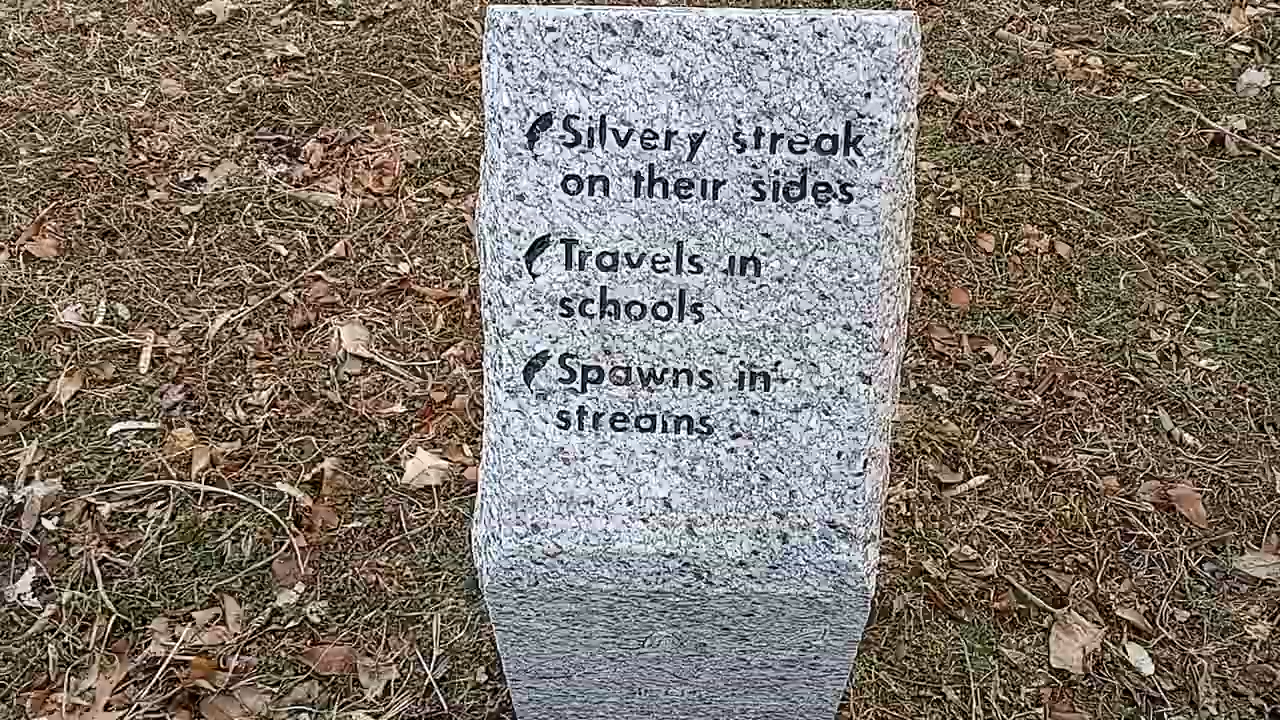 Silvery streak
on their sides
Travels in
schools
Spawns in
streams